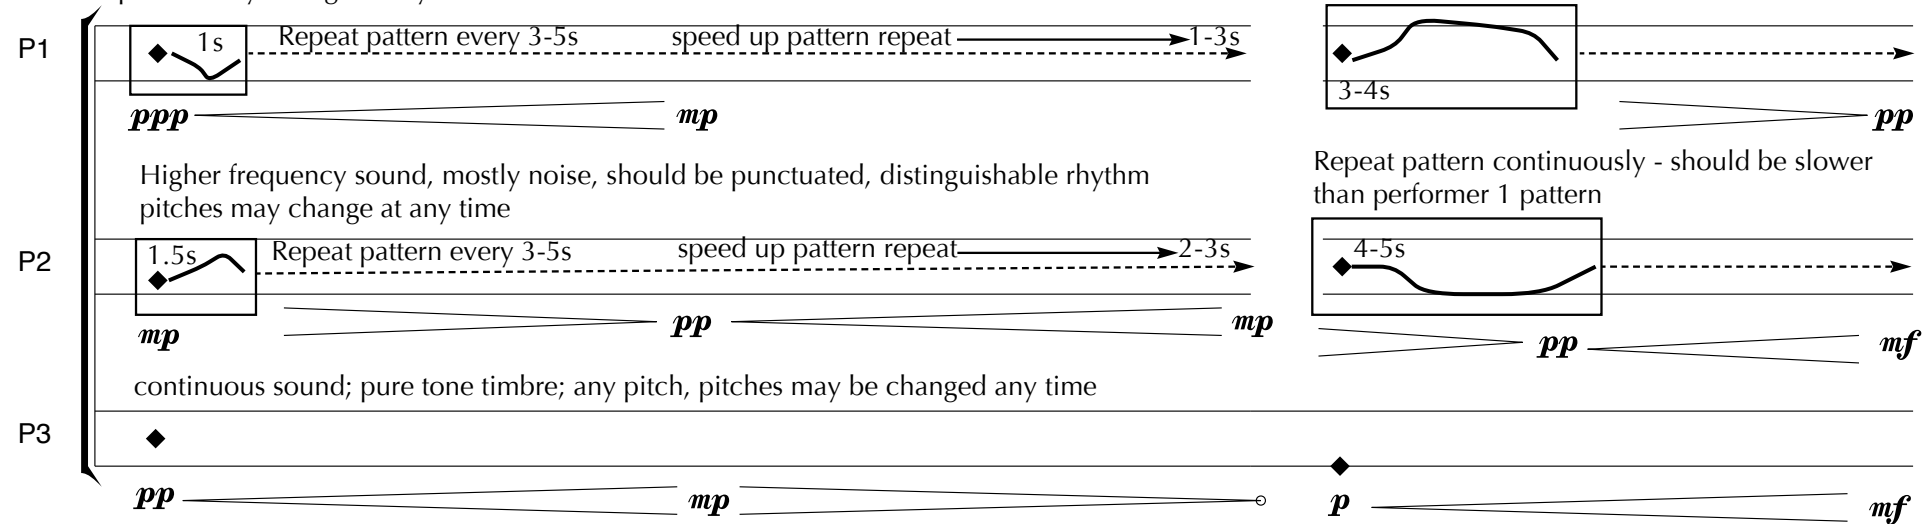 P1
1s
Repeat pattern every 3-5s
speed up pattern repeat
1-3s
3-4s
ppp
mp
pp
Higher frequency sound, mostly noise, should be punctuated, distinguishable rhythm
pitches may change at any time
Repeat pattern continuously - should be slower
than performer 1 pattern
P2
1.5s
Repeat pattern every 3-5s
speed up pattern repeat
2-3s
4-5s
mp
pp
mp
pp
mf
continuous sound; pure tone timbre; any pitch, pitches may be changed any time
P3
pp
mp
p
mf